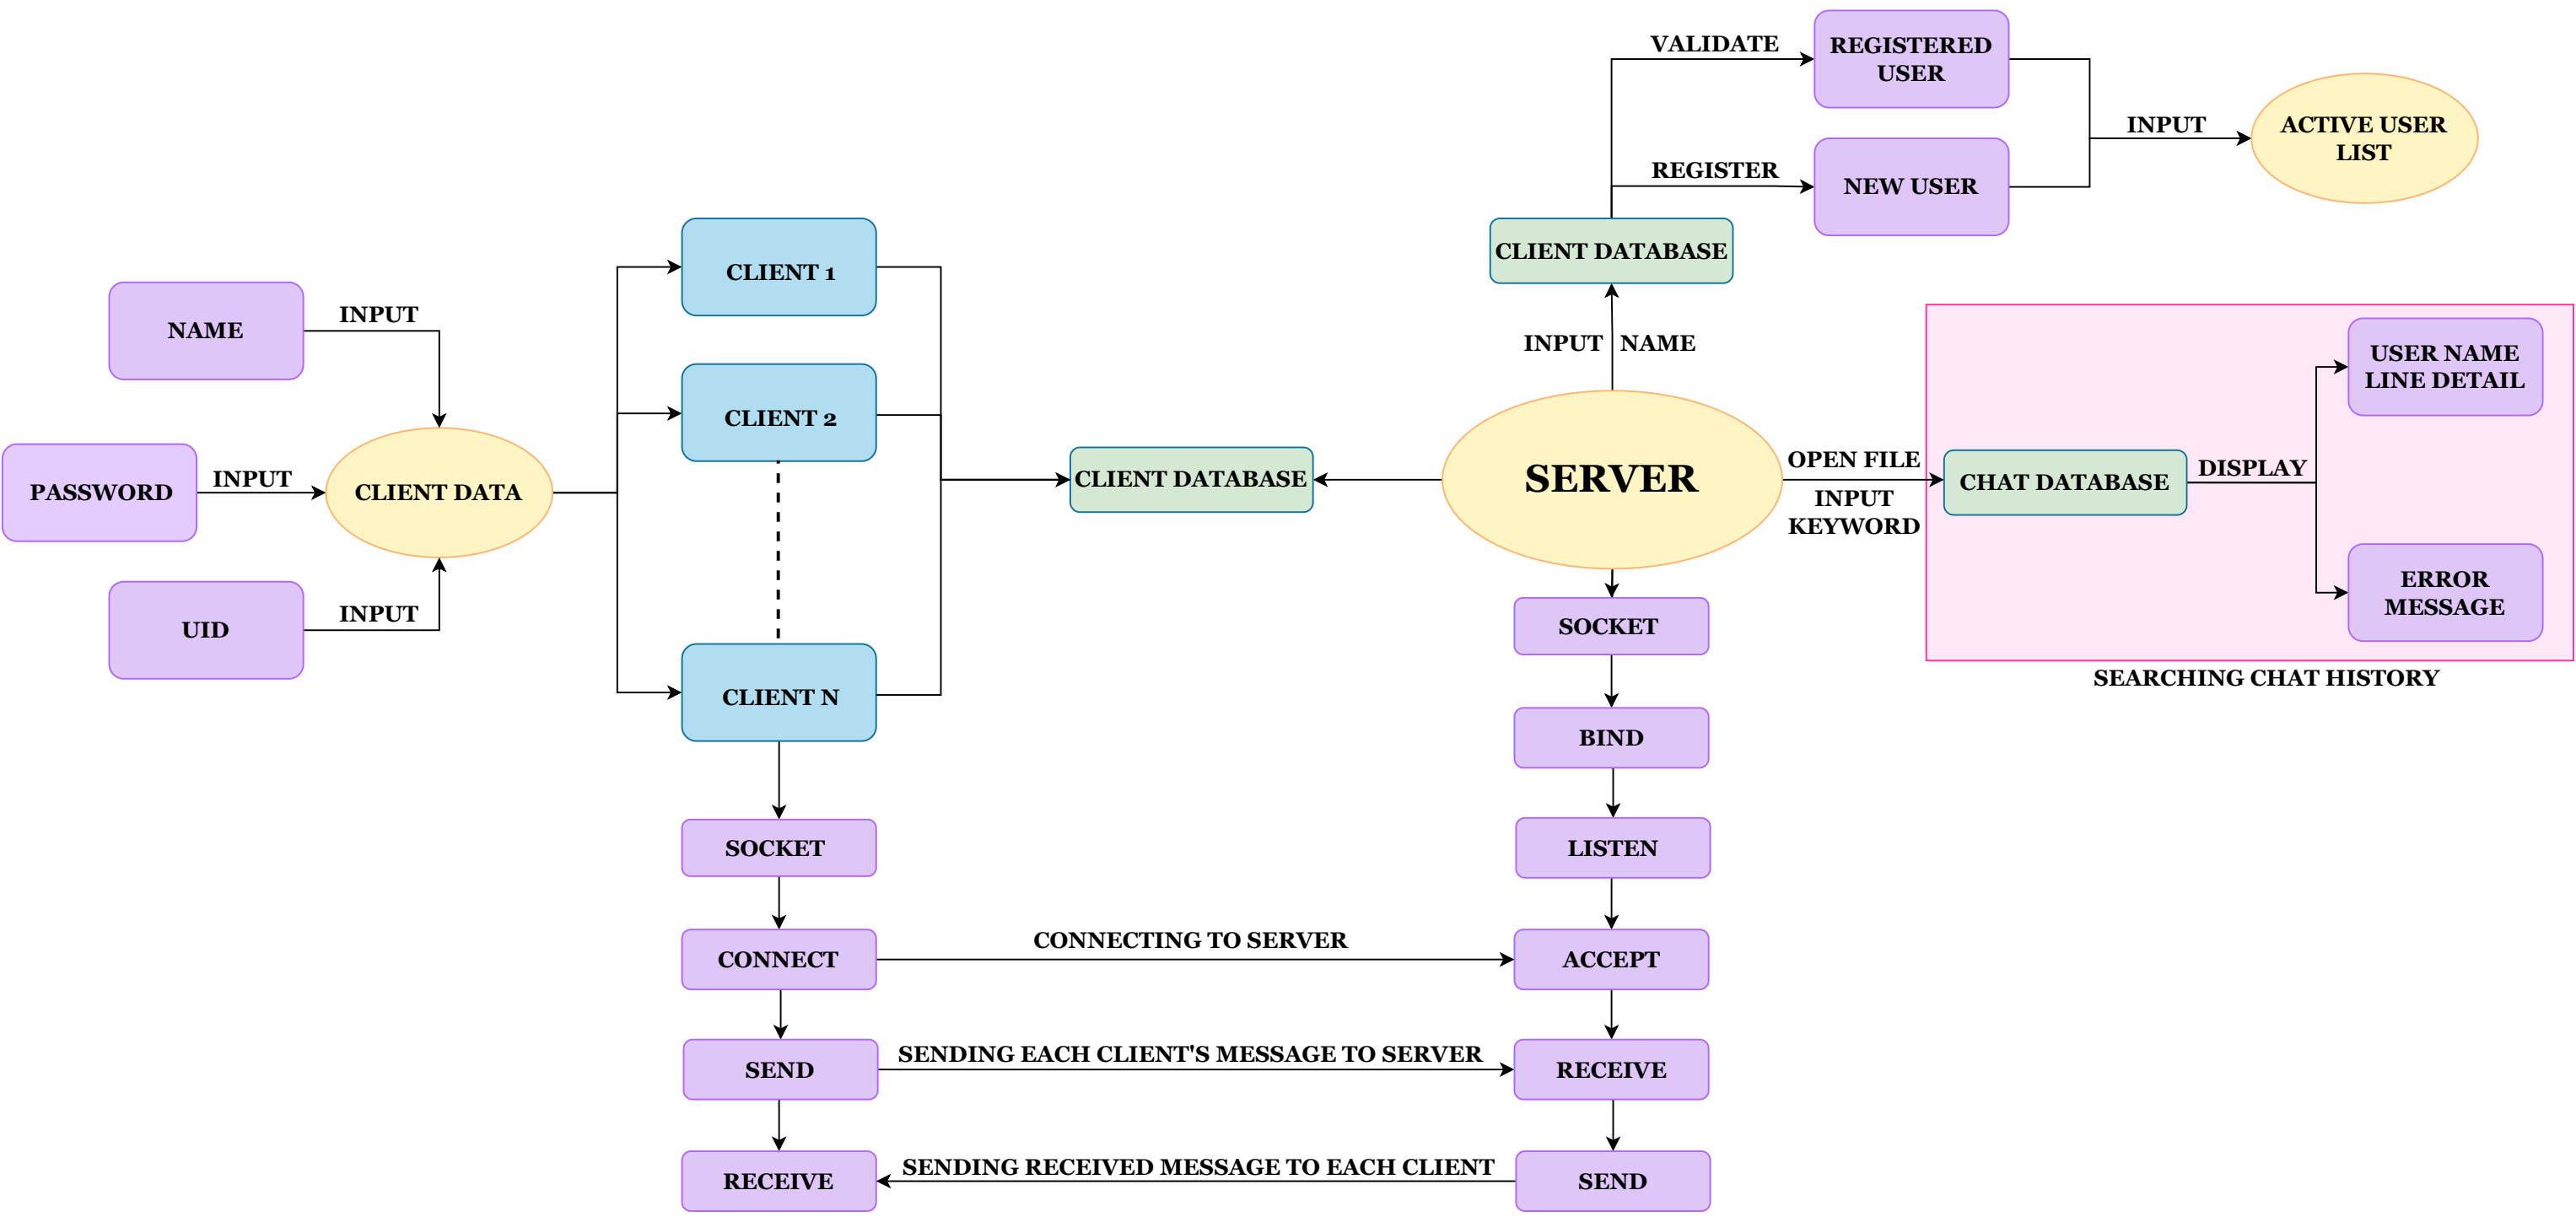 VALIDATE
REGISTERED
USER
INPUT
ACTIVE USER
LIST
REGISTER
NEW USER
CLIENT DATABASE
INPUT NAME
NAME
INPUT
PASSWORD
INPUT
CLIENT DATA
UID
INPUT
CLIENT 1
CLIENT 2
CLIENT N
CLIENT DATABASE
SERVER
OPEN FILE
INPUT
KEYWORD
CHAT DATABASE
DISPLAY
USER NAME
LINE DETAIL
ERROR
MESSAGE
SEARCHING CHAT HISTORY
SOCKET
BIND
LISTEN
SOCKET
CONNECT
CONNECTING TO SERVER
ACCEPT
SEND
SENDING EACH CLIENT'S MESSAGE TO SERVER
RECEIVE
RECEIVE
SENDING RECEIVED MESSAGE TO EACH CLIENT
SEND